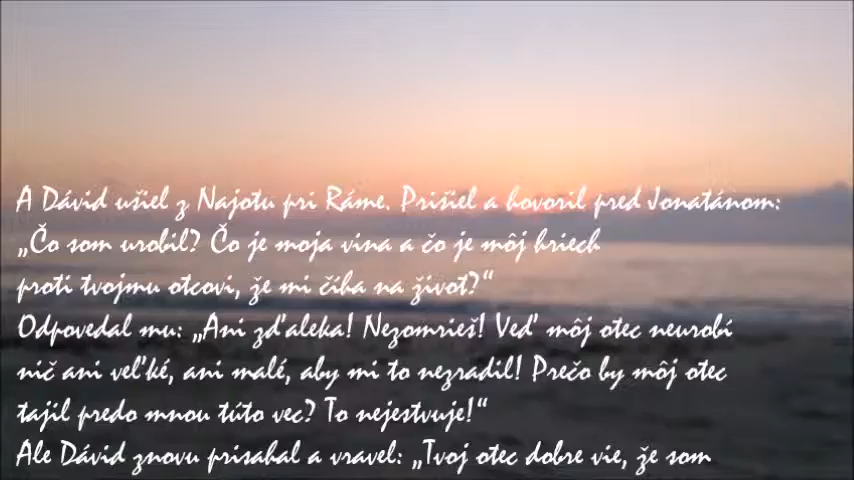 A Dávid ušiel z Najotu pri Ráme. Prišiel a hovoril pred Jonatánom:
„Čo som urobil? Čo je moja vina a čo je môj hriech
proti tvojmu otcovi, že mi číha na život?“
Odpovedal mu: „Ani zďaleka! Nezomrieš! Veď môj otec neurobí
nič ani veľké, ani malé, aby mi to nezradil! Prečo by môj otec
tajil predo mnou túto vec? To nejestvuje!“
Ale Dávid znovu prisahal a vravel: „Tvoj otec dobre vie, že som